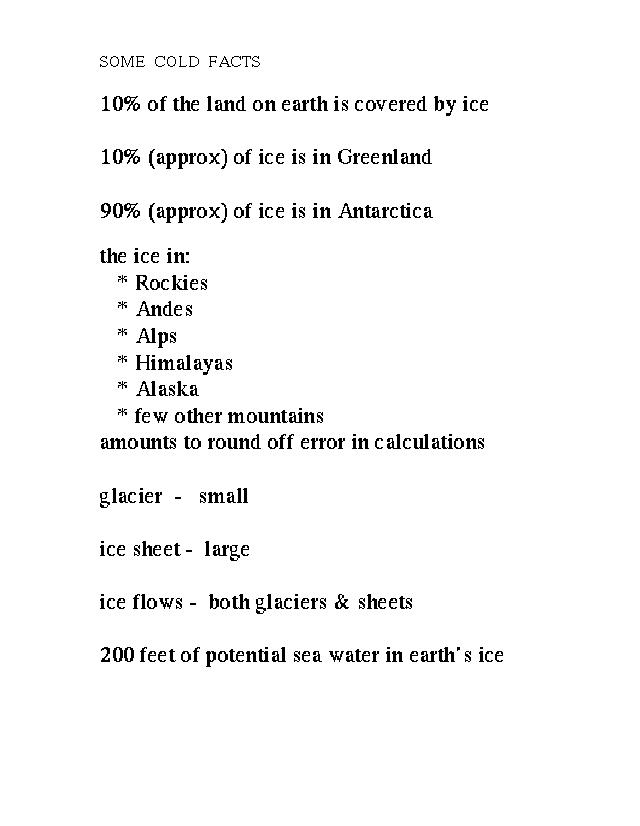 SOME COLD FACTS
10% of the land on earth is covered by ice
10% (approx) of ice is in Greenland
90% (approx) of ice is in Antarctica
the ice in:
* Rockies
* Andes
* Alps
* Himalayas
* Alaska
* few other mountains
amounts to round off error in calculations
glacier - small
ice sheet - large
ice flows - both glaciers & sheets
200 feet of potential sea water in earth's ice